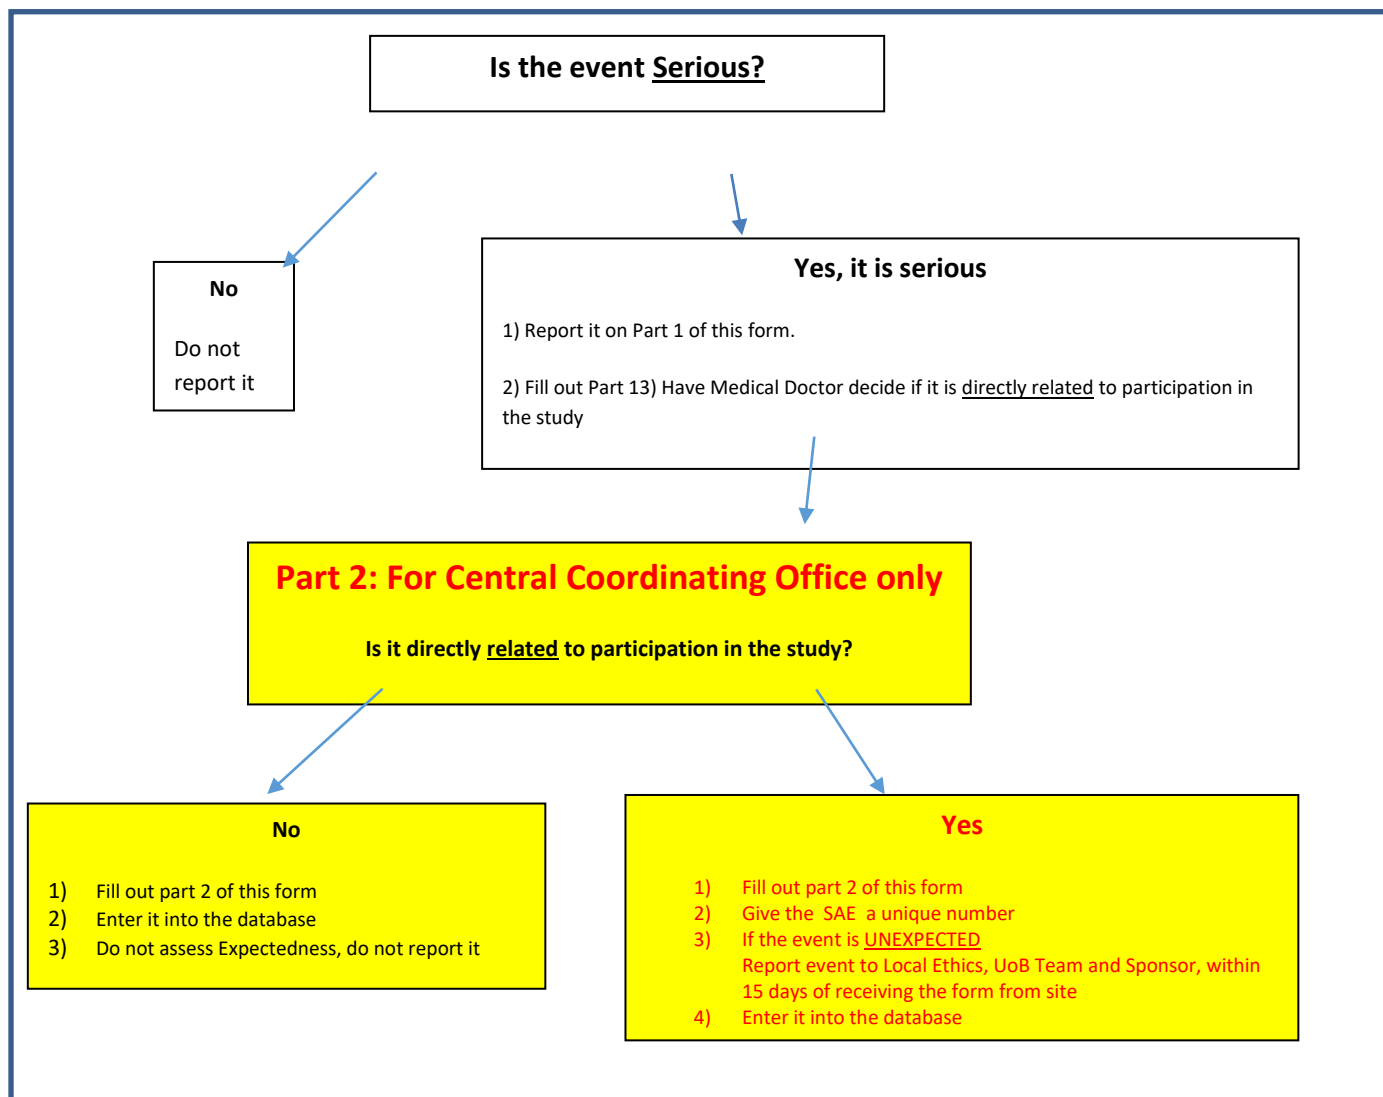 Is the event Serious?
No
Do not
report it
Yes, it is serious
1) Report it on Part 1 of this form.
2) Fill out Part 13) Have Medical Doctor decide if it is directly related to participation in
the study
Part 2: For Central Coordinating Office only
Is it directly related to participation in the study?
No
1) Fill out part 2 of this form
2) Enter it into the database
3) Do not assess Expectedness, do not report it
Yes
1) Fill out part 2 of this form
2) Give the SAE a unique number
3) If the event is UNEXPECTED
Report event to Local Ethics, UoB Team and Sponsor, within
15 days of receiving the form from site
4) Enter it into the database